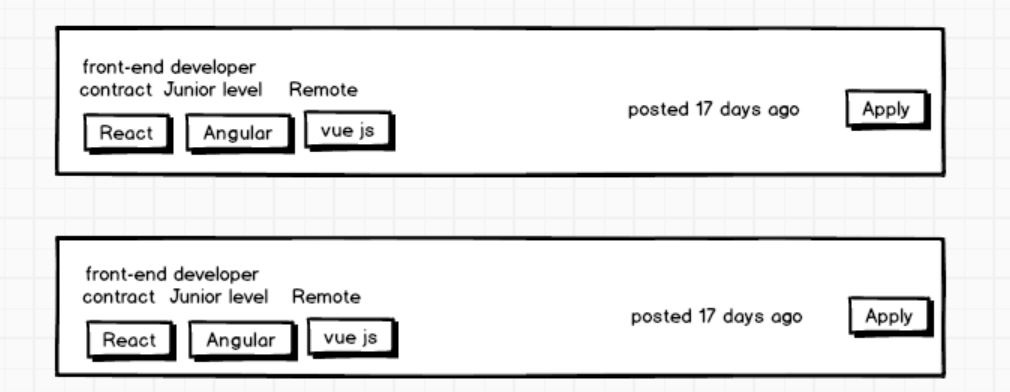 front-end developer
contract Junior level Remote
React Angular vue js
posted 17 days ago
Apply
front-end developer
contract Junior level Remote
React Angular vue js
posted 17 days ago
Apply